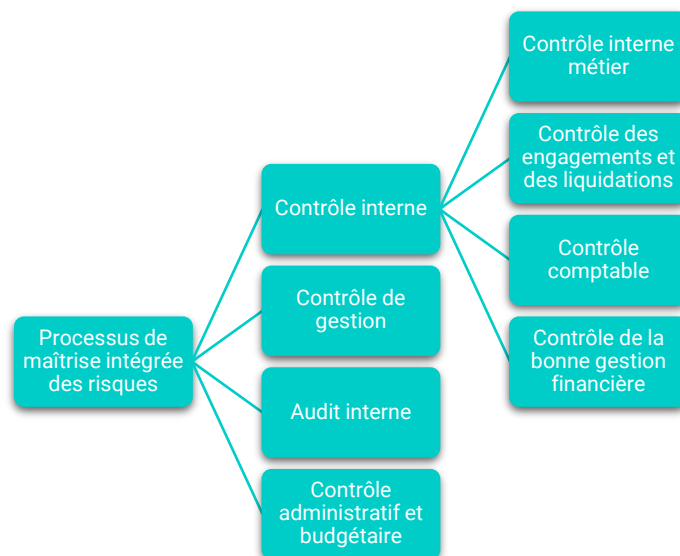 Contrôle interne
métier
Contrôle des
engagements et
des liquidations
Contrôle interne
Contrôle
comptable
Contrôle de
gestion
Processus de
maîtrise intégrée
des risques
Contrôle de la
bonne gestion
financière
Audit interne
Contrôle
administratif et
budgétaire